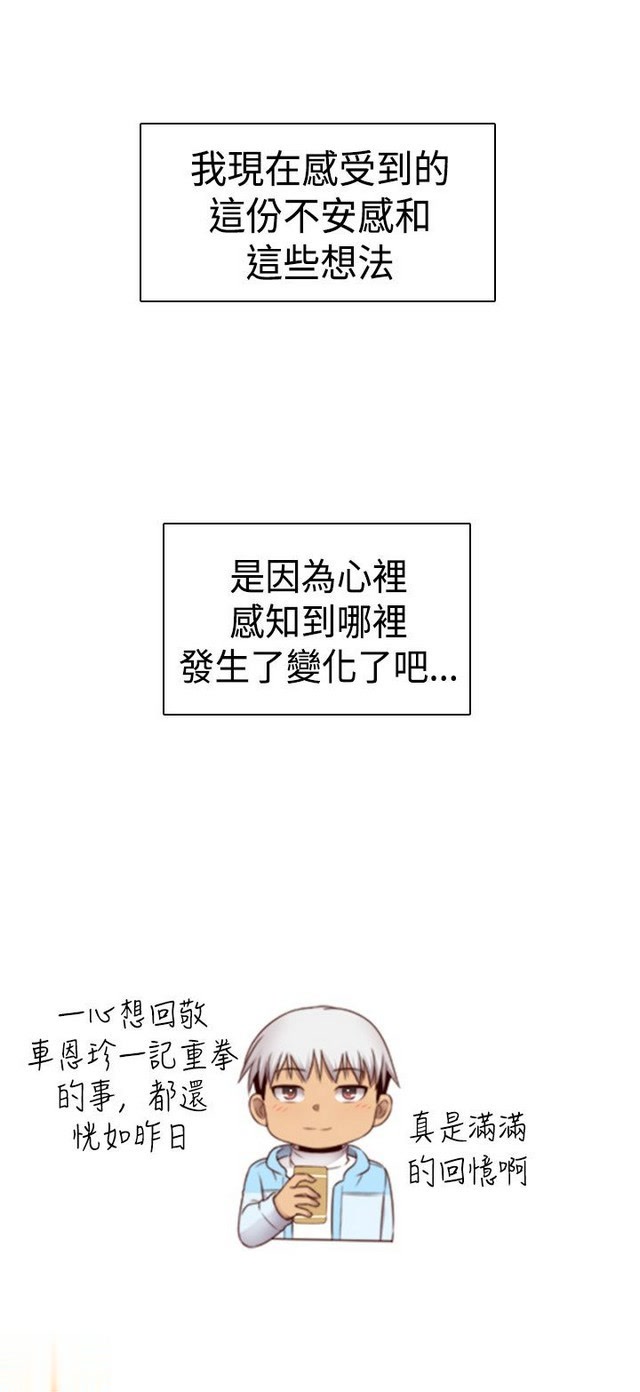 我現在感受到的
這份不安感和
這些想法
是因為心裡
感知到哪裡
發生了變化了吧...
一心想回敬
車恩珍一記重拳
的事，都還
恍如昨日
真是滿滿
的回憶啊